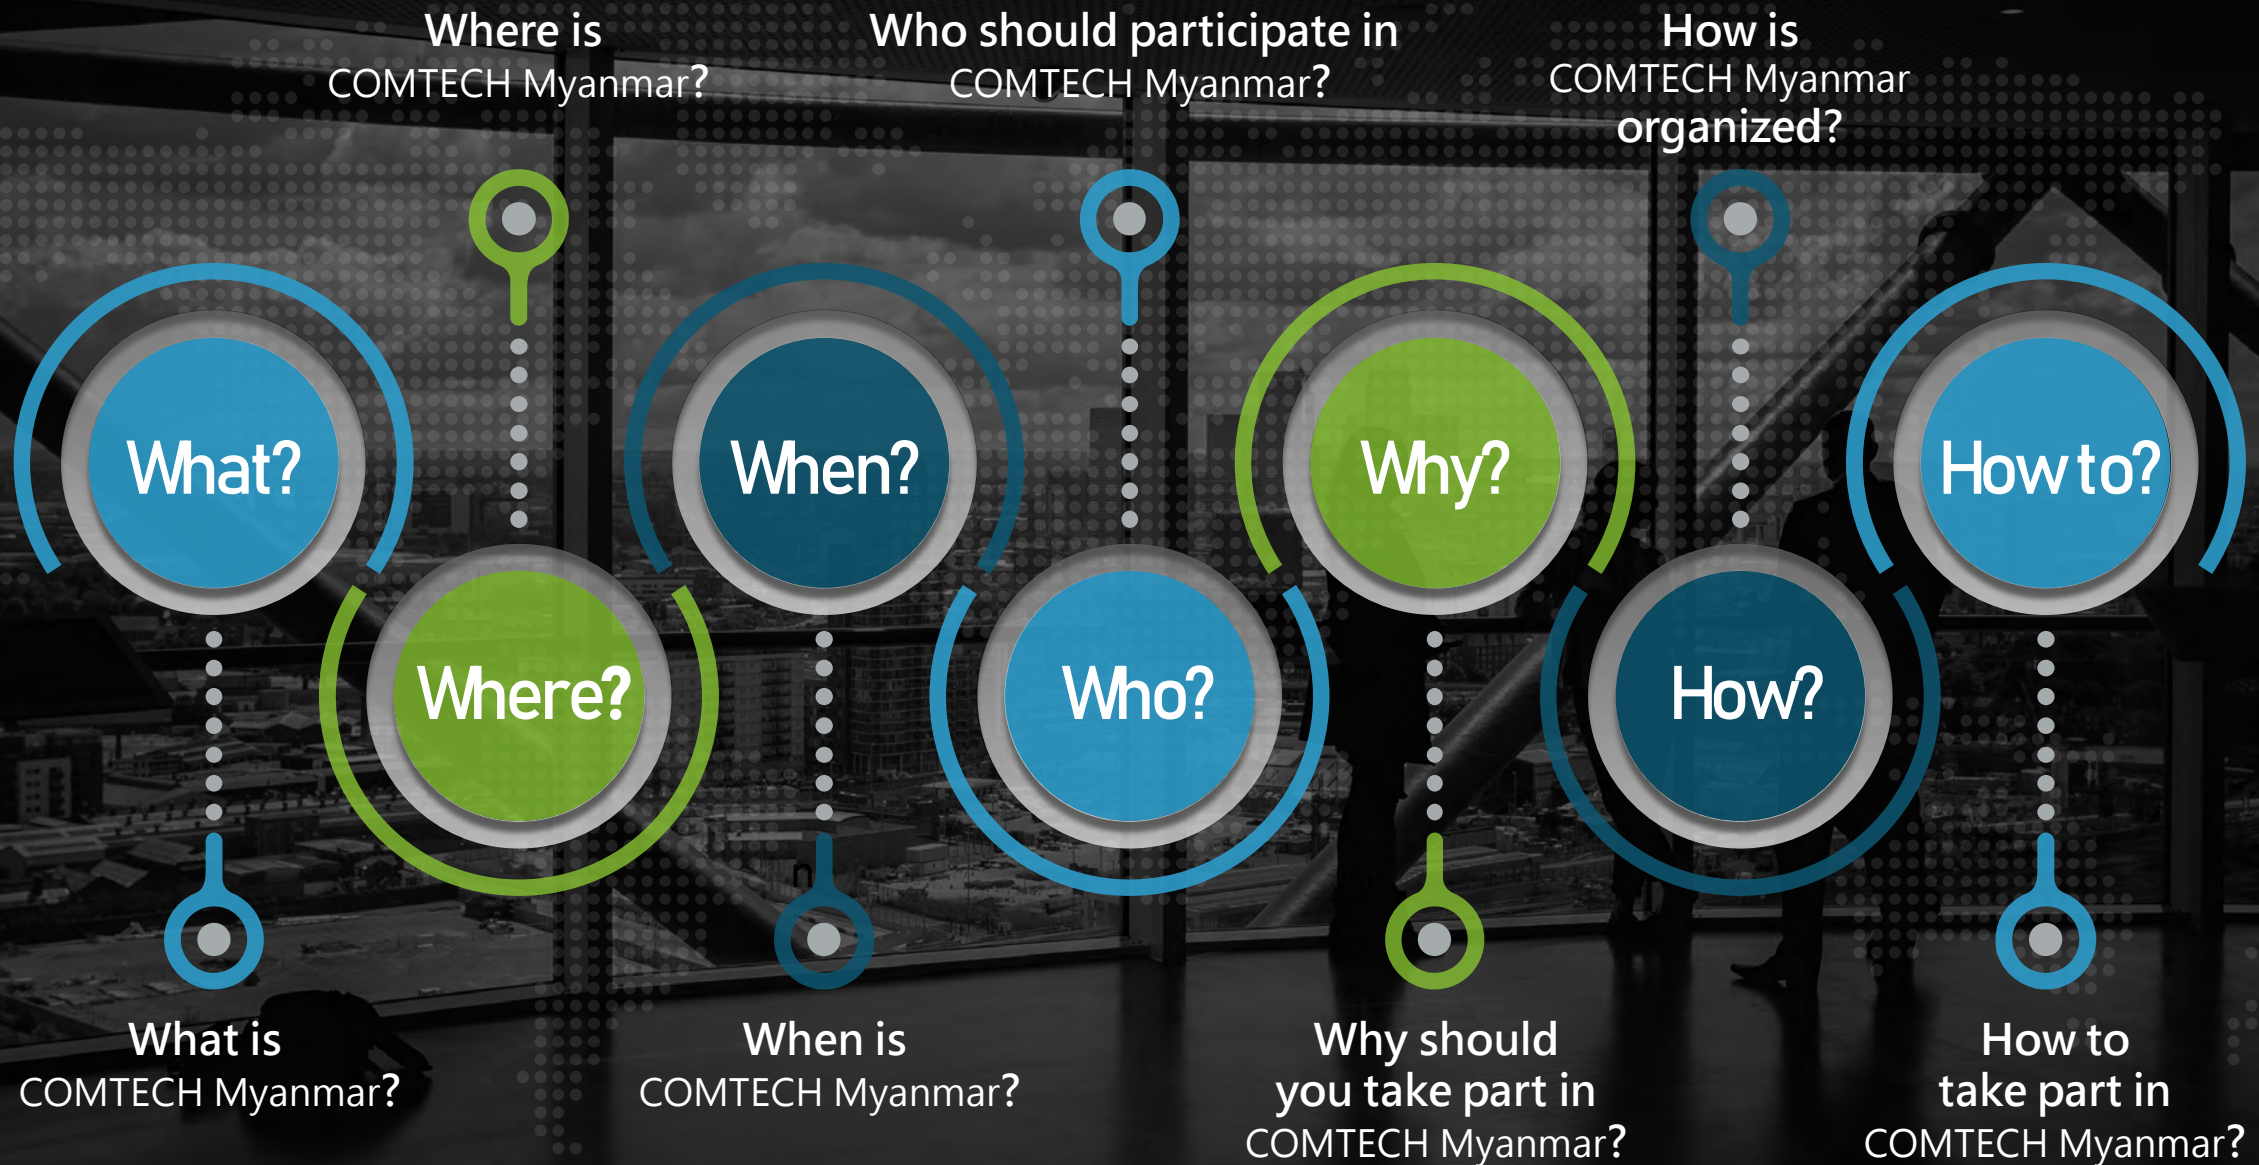 Where is
COMTECH Myanmar?
Who should participate in
COMTECH Myanmar?
How is
COMTECH Myanmar
organized?
What?
Where?
When?
Who?
Why?
How?
How to?
n
What is
COMTECH Myanmar?
When is
COMTECH Myanmar?
Why should
you take part in
COMTECH Myanmar?
How to
take part in
COMTECH Myanmar?